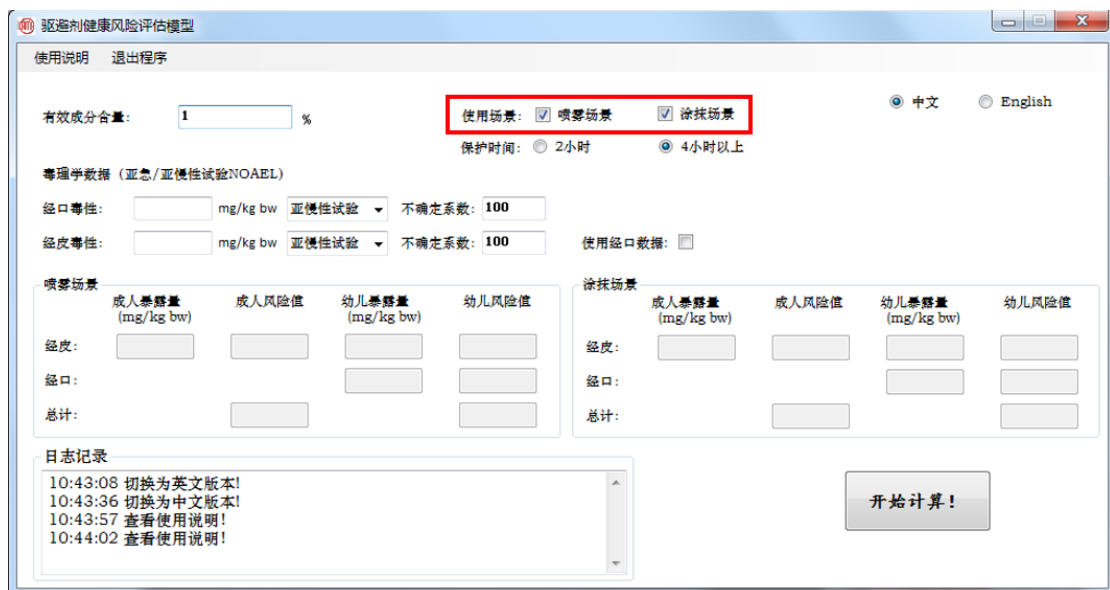 驱避剂健康风险评估模型
使用说明 退出程序
有效成分含量: 1 % 使用场景: 喷雾场景 涂抹场景 中文 English
保护时间: 2小时 4小时以上
毒理学数据 (亚急/亚慢性试验NOAEL)
经口毒性: mg/kg bw 亚慢性试验 不确定系数: 100
经皮毒性: mg/kg bw 亚慢性试验 不确定系数: 100 使用经口数据:
喷雾场景
成人暴露量 成人风险值 幼儿暴露量 幼儿风险值
(mg/kg bw) (mg/kg bw)
经皮:
经口:
总计:
涂抹场景
成人暴露量 成人风险值 幼儿暴露量 幼儿风险值
(mg/kg bw) (mg/kg bw)
经皮:
经口:
总计:
日志记录
10:43:08 切换为英文版本!
10:43:36 切换为中文版本!
10:43:57 查看使用说明!
10:44:02 查看使用说明!
开始计算!